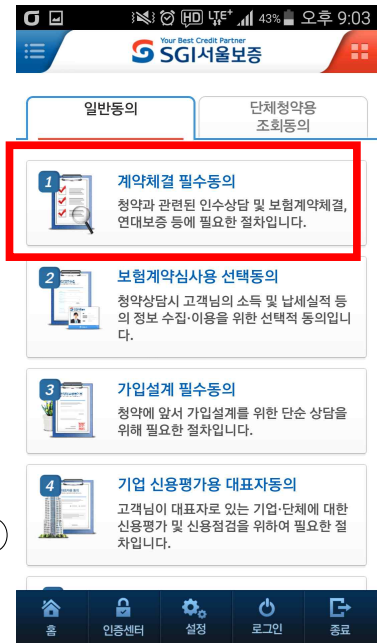 43% 오후 9:03
Your Best Credit Partner
SGI서울보증
일반동의
단체청약용
조회동의
1
계약체결 필수동의
청약과 관련된 인수상담 및 보험계약체결,
연대보증 등에 필요한 절차입니다.
2
보험계약심사용 선택동의
청약상담시 고객님의 소득 및 납세실적 등
의 정보 수집·이용을 위한 선택적 동의입니
다.
3
가입설계 필수동의
청약에 앞서 가입설계를 위한 단순 상담을
위해 필요한 절차입니다.
4
기업 신용평가용 대표자동의
고객님이 대표자로 있는 기업·단체에 대한
신용평가 및 신용점검을 위하여 필요한 절
차입니다.
홈 인증센터 설정 로그인 종료